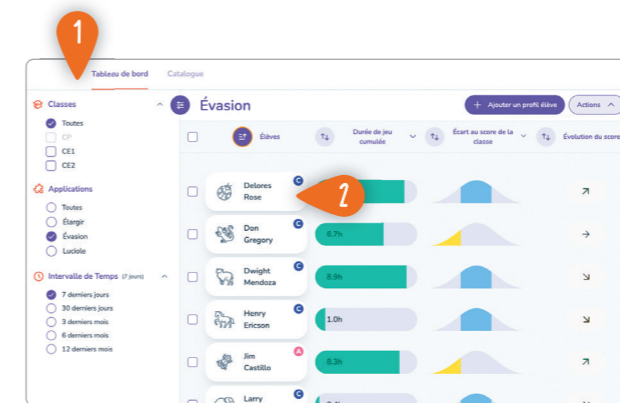 1
Tableau de bord
Catalogue
Classes
Toutes
CP
CE1
CE2
Applications
Toutes
Élargir
Évasion
Luciole
Intervalle de Temps (7 jours)
7 derniers jours
30 derniers jours
3 derniers mois
6 derniers mois
12 derniers mois
Évasion
+ Ajouter un profil élève
Actions
Élèves
Durée de jeu
cumulée
Écart au score de la
classe
Évolution du score
Delores
Rose
C
2
Don
Gregory
C
6.7h
Dwight
Mendoza
C
8.9h
Henry
Ericson
C
1.0h
Jim
Castillo
A
8.3h
Larry
C